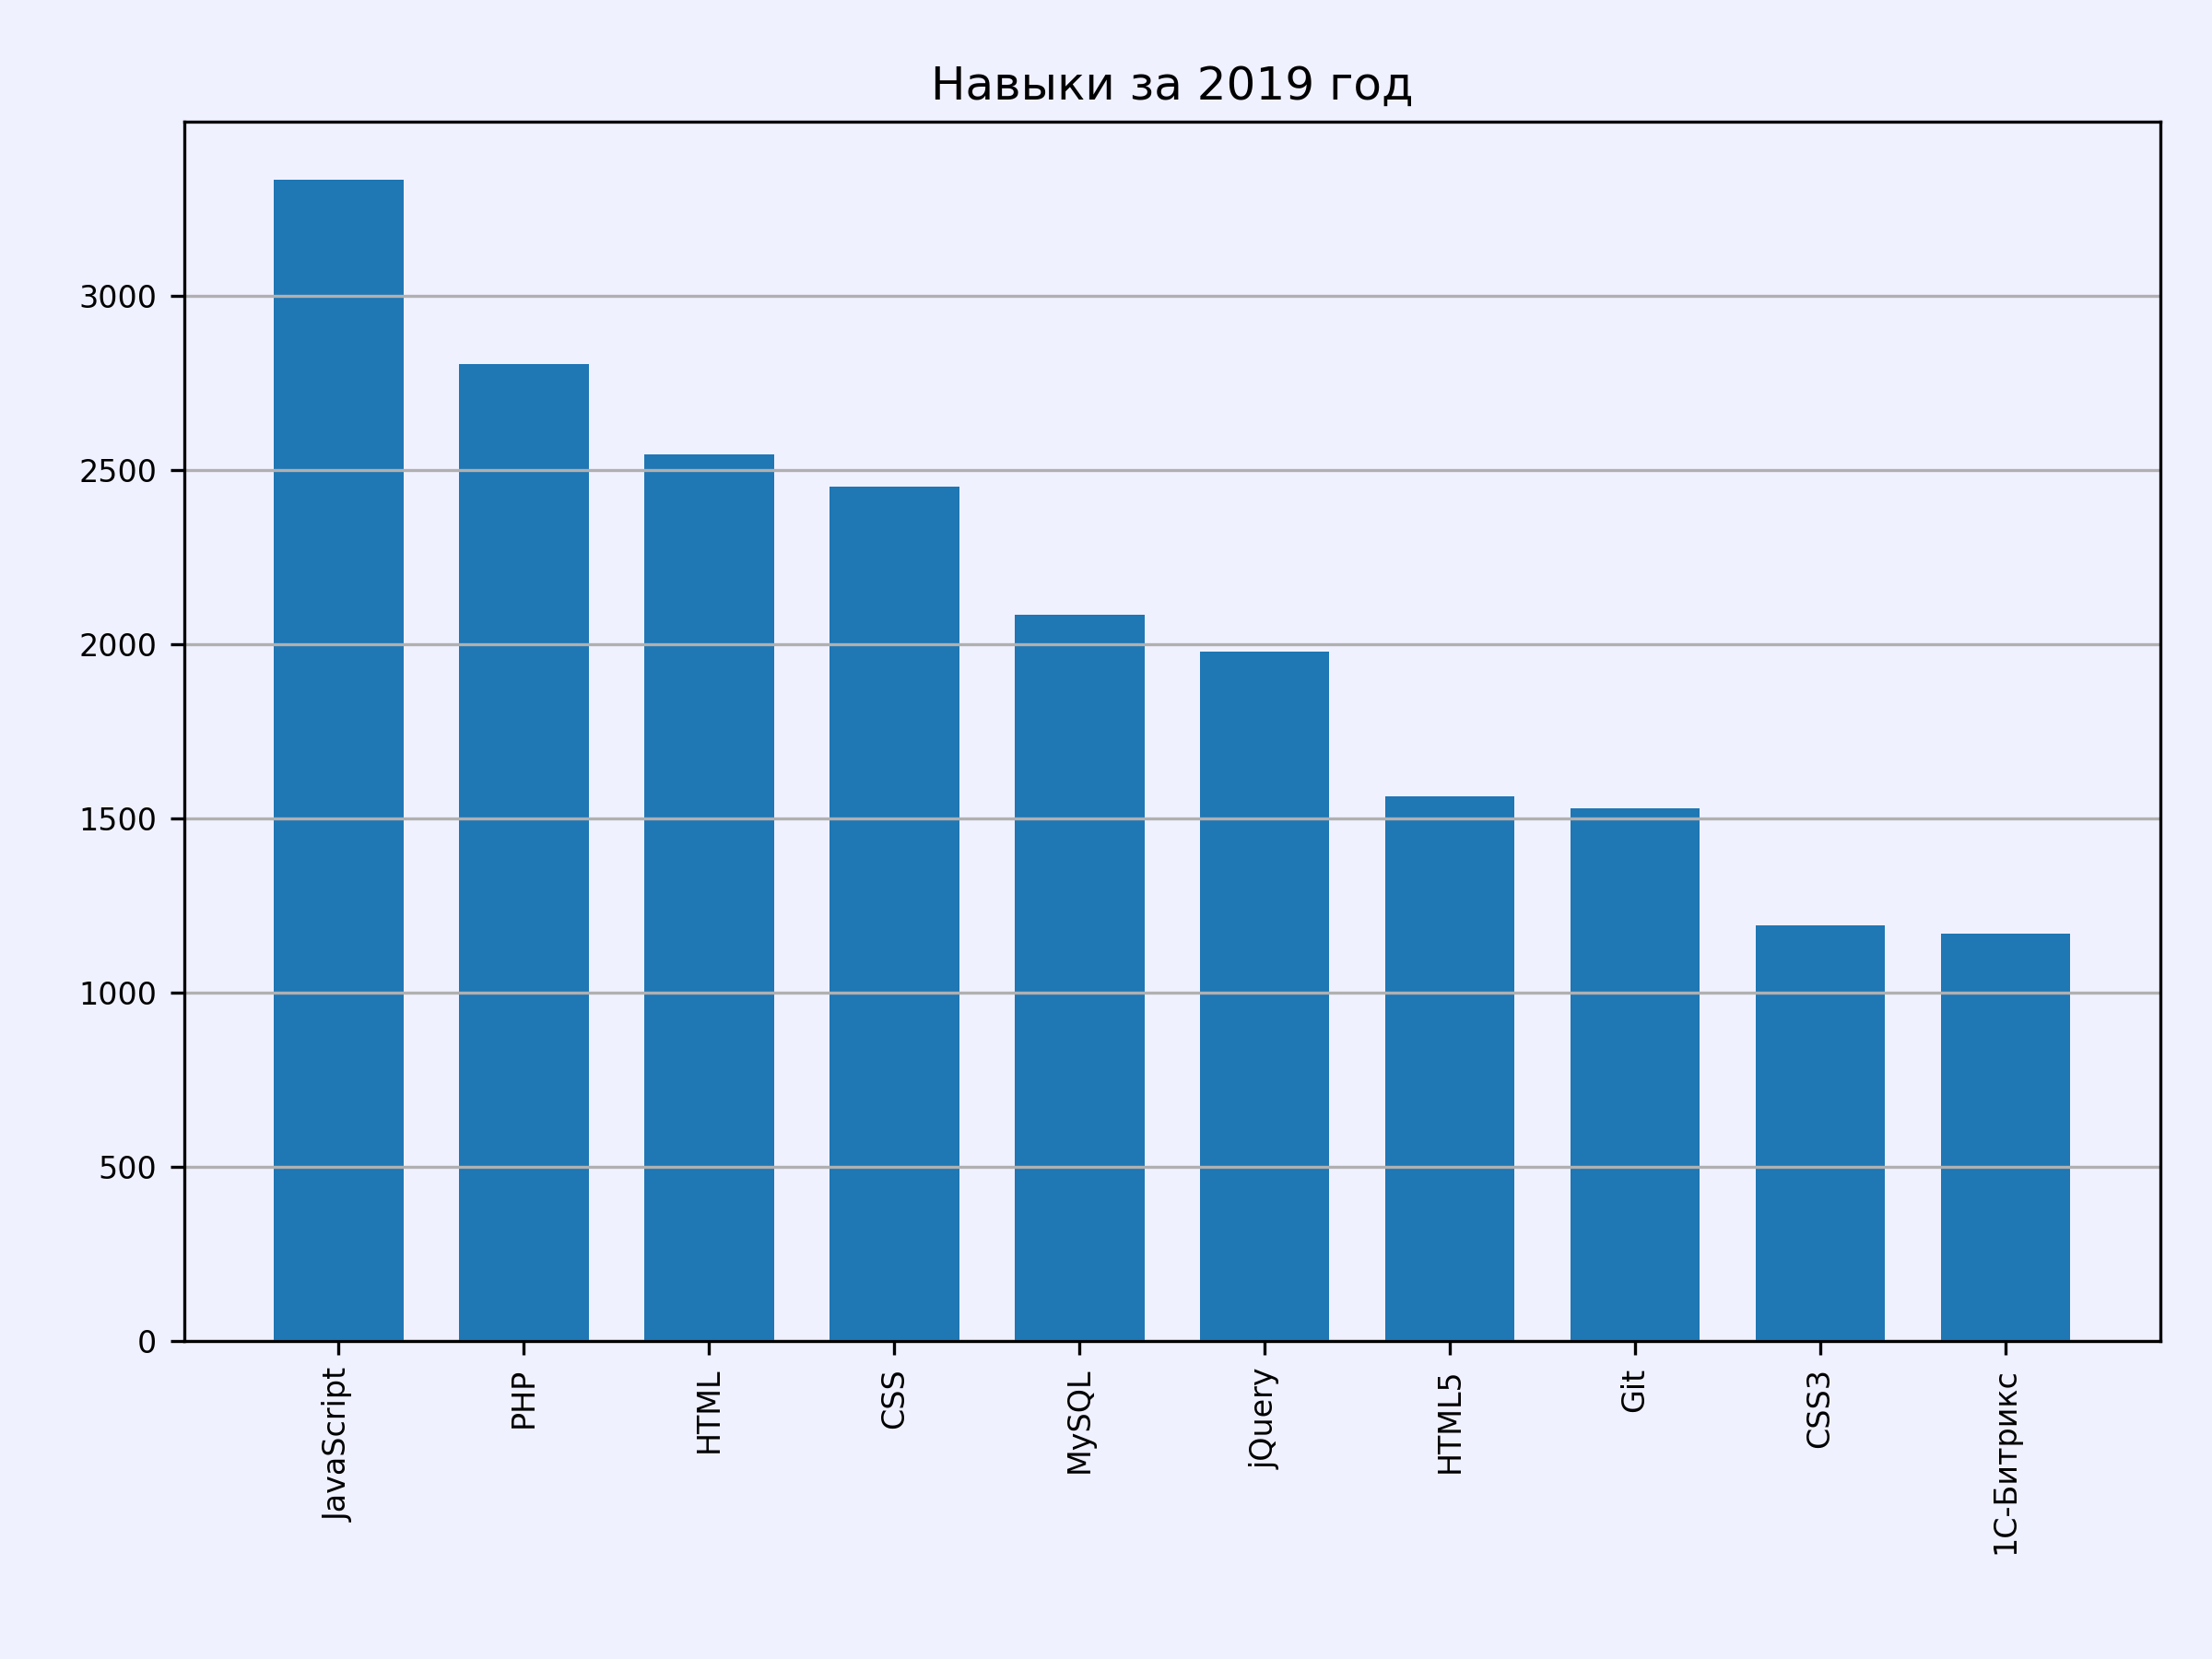 Навыки за 2019 год
3000
2500
2000
1500
1000
500
0
JavaScript
PHP
HTML
CSS
MySQL
jQuery
HTML5
Git
CSS3
1С-Битрикс